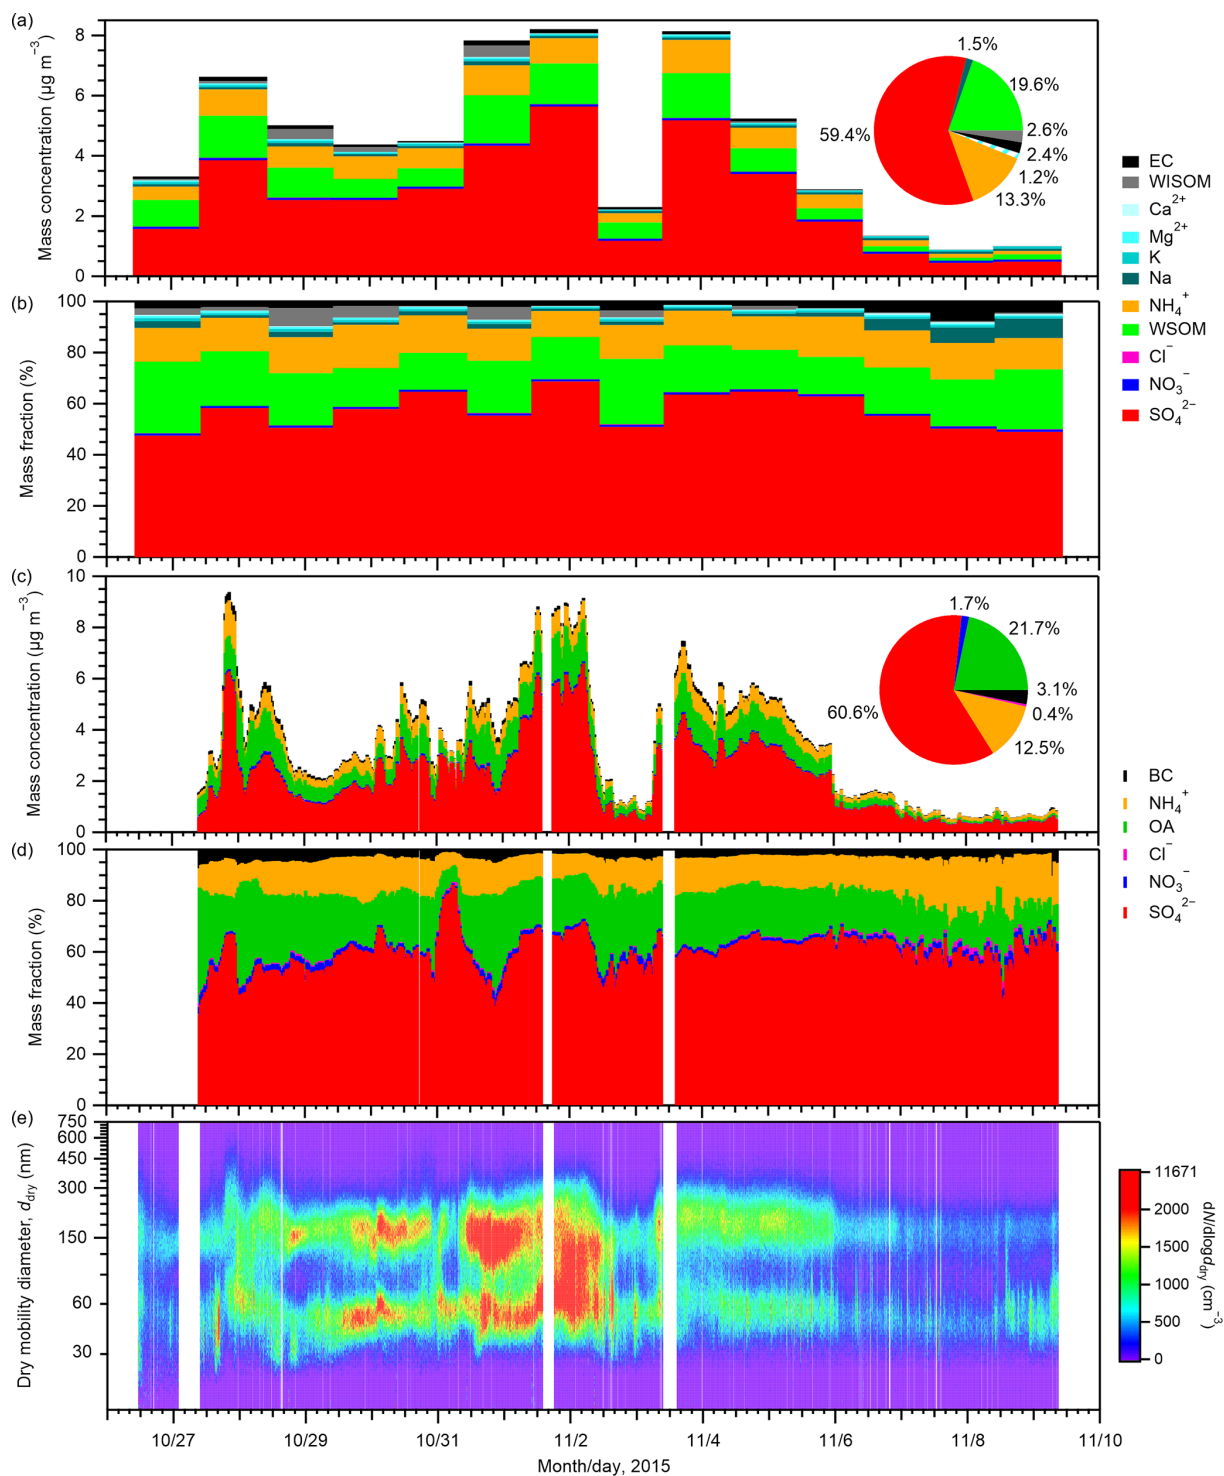 (a)
Mass concentration (µg m−3)
8
6
4
2
0
1.5%
19.6%
59.4%
2.6%
2.4%
1.2%
13.3%
EC
WISOM
Ca2+
Mg2+
K
Na
NH4+
WSOM
Cl−
NO3−
SO42−
(b)
Mass fraction (%)
100
80
60
40
20
0
(c)
Mass concentration (µg m−3)
10
8
6
4
2
0
1.7%
21.7%
3.1%
60.6%
0.4%
12.5%
BC
NH4+
OA
Cl−
NO3−
SO42−
(d)
Mass fraction (%)
100
80
60
40
20
0
(e)
Dry mobility diameter, ddry (nm)
750
600
450
300
150
60
30
11671
2000
1500
1000
500
0
dN/dlogddry (cm−3)
10/27
10/29
10/31
11/2
11/4
11/6
11/8
11/10
Month/day, 2015